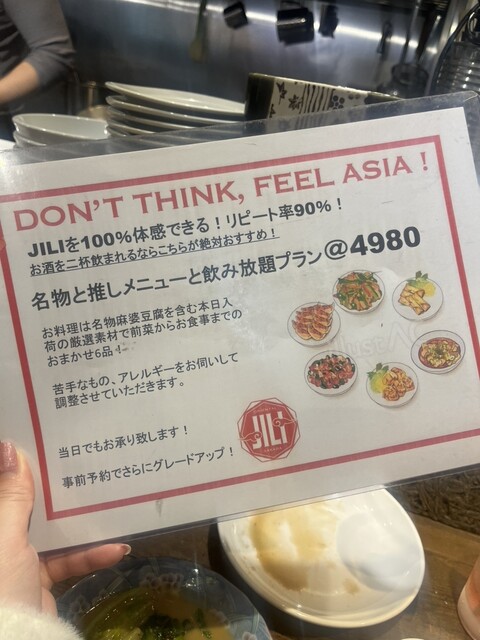 DON'T THINK, FEEL ASIA !
JILIを100%体感できる！リピート率90%！
お酒を二杯飲まれるならこちらが絶対おすすめ！
名物と推しメニューと飲み放題プラン@4980
お料理は名物麻婆豆腐を含む本日入
荷の厳選素材で前菜からお食事までの
おまかせ6品！
苦手なもの、アレルギーをお伺いして
調整させていただきます。
当日でもお承り致します！
事前予約でさらにグレードアップ！
JILI